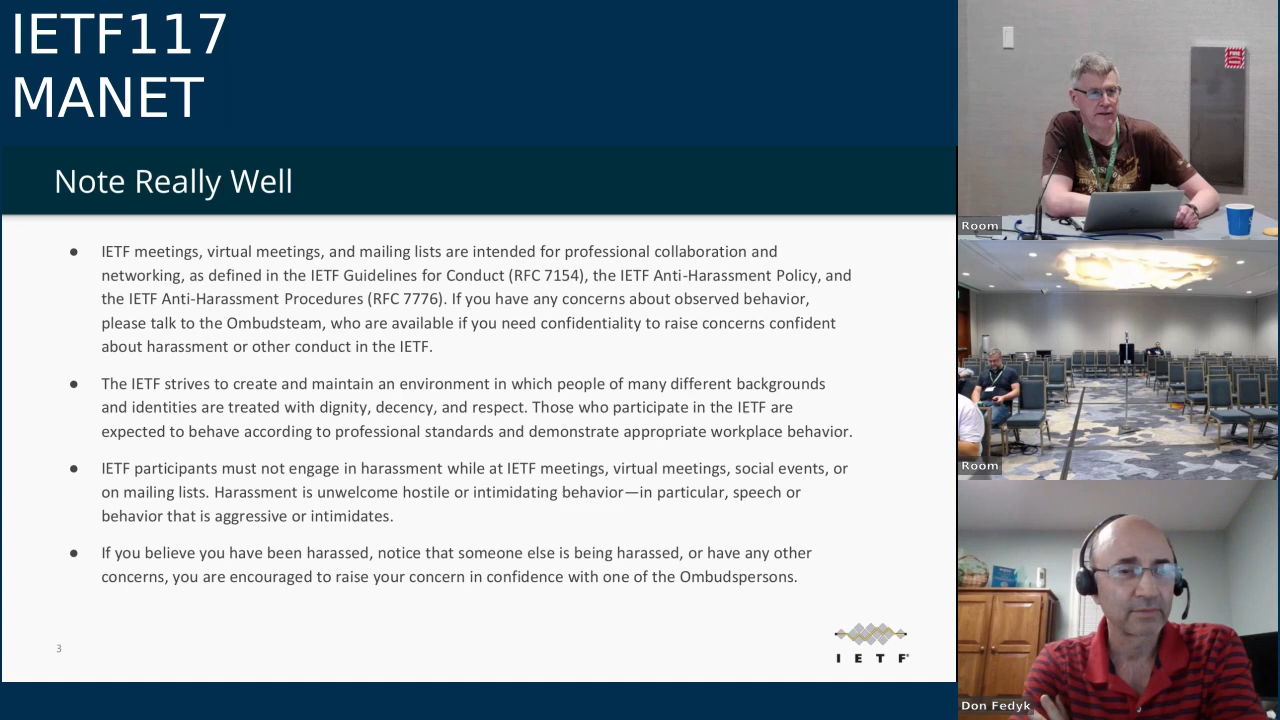 IETF117
MANET
Note Really Well
● IETF meetings, virtual meetings, and mailing lists are intended for professional collaboration and
networking, as defined in the IETF Guidelines for Conduct (RFC 7154), the IETF Anti-Harassment Policy, and
the IETF Anti-Harassment Procedures (RFC 7776). If you have any concerns about observed behavior,
please talk to the Ombudsteam, who are available if you need confidentiality to raise concerns confident
about harassment or other conduct in the IETF.
● The IETF strives to create and maintain an environment in which people of many different backgrounds
and identities are treated with dignity, decency, and respect. Those who participate in the IETF are
expected to behave according to professional standards and demonstrate appropriate workplace behavior.
● IETF participants must not engage in harassment while at IETF meetings, virtual meetings, social events, or
on mailing lists. Harassment is unwelcome hostile or intimidating behavior—in particular, speech or
behavior that is aggressive or intimidates.
● If you believe you have been harassed, notice that someone else is being harassed, or have any other
concerns, you are encouraged to raise your concern in confidence with one of the Ombudspersons.
3
I E T F®
Room
Room
Don Fedyk